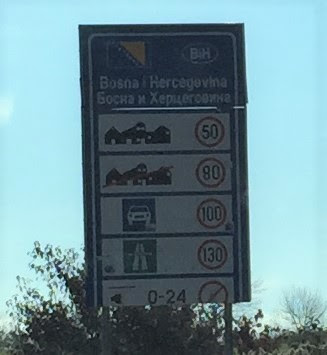 BiH
Bosna i Hercegovina
Босна и Херцеговина
50
80
100
130
0-24